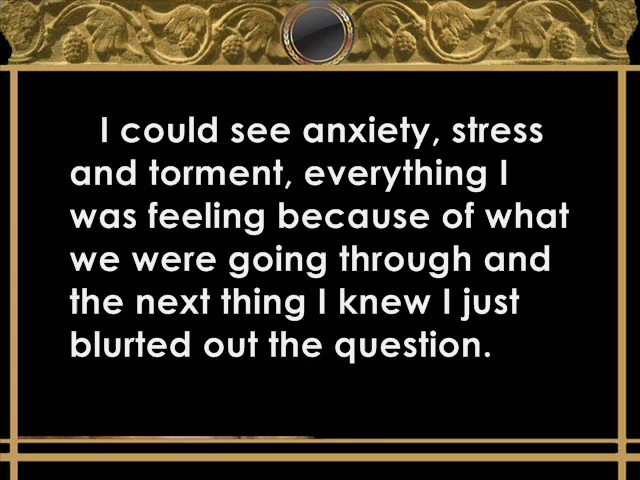 I could see anxiety, stress
and torment, everything I
was feeling because of what
we were going through and
the next thing I knew I just
blurted out the question.